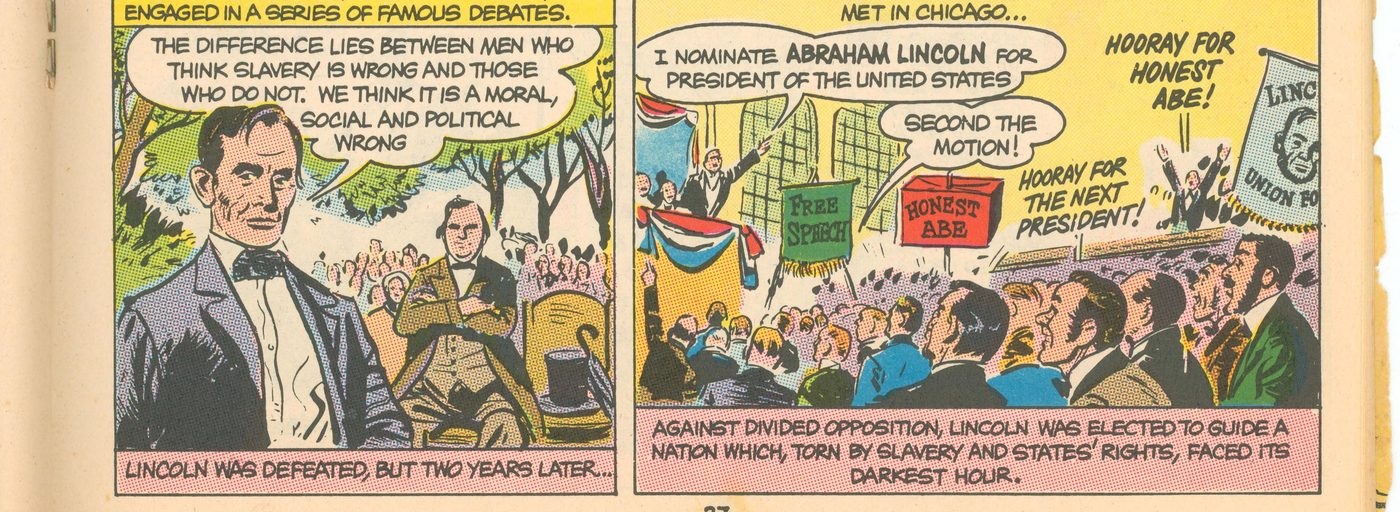 ENGAGED IN A SERIES OF FAMOUS DEBATES.
THE DIFFERENCE LIES BETWEEN MEN WHO
THINK SLAVERY IS WRONG AND THOSE
WHO DO NOT. WE THINK IT IS A MORAL,
SOCIAL AND POLITICAL
WRONG
LINCOLN WAS DEFEATED, BUT TWO YEARS LATER...
MET IN CHICAGO...
I NOMINATE ABRAHAM LINCOLN FOR
PRESIDENT OF THE UNITED STATES
SECOND THE
MOTION!
HOORAY FOR
HONEST
ABE!
HOORAY FOR
THE NEXT
PRESIDENT!
FREE
SPEECH
HONEST
ABE
LINC
UNION FO
AGAINST DIVIDED OPPOSITION, LINCOLN WAS ELECTED TO GUIDE A
NATION WHICH, TORN BY SLAVERY AND STATES' RIGHTS, FACED ITS
DARKEST HOUR.